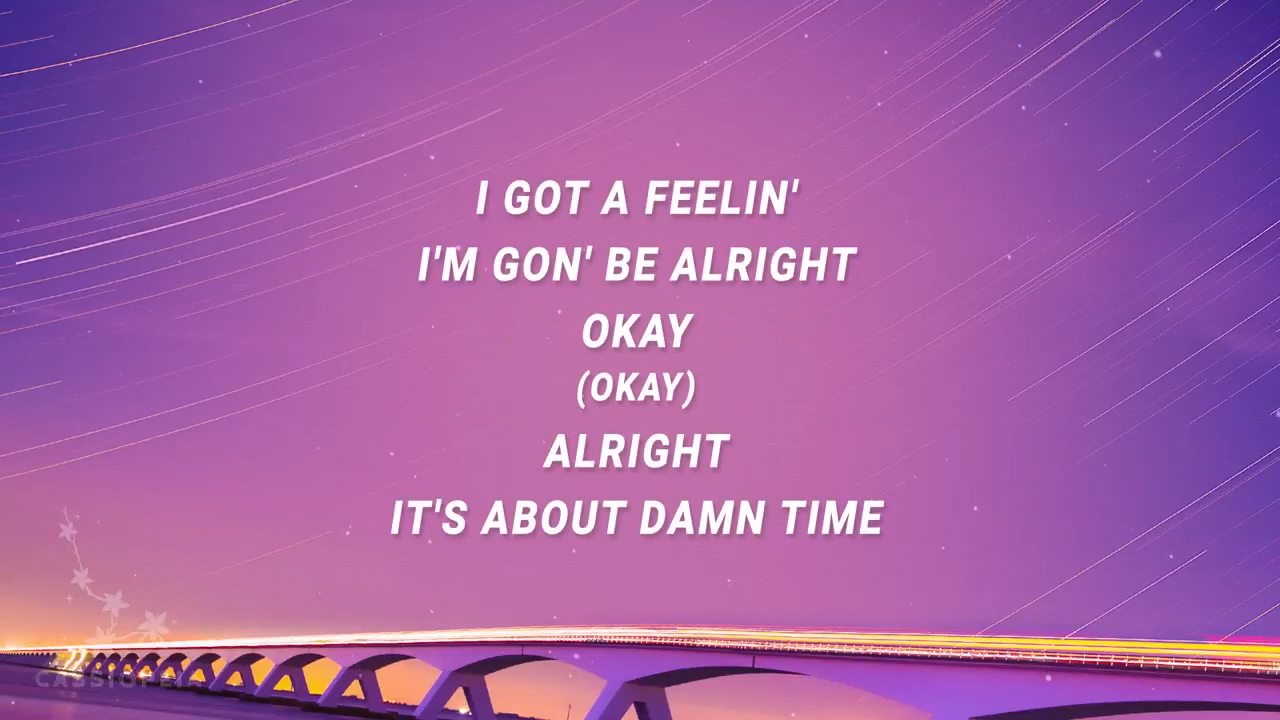 I GOT A FEELIN'
I'M GON' BE ALRIGHT
OKAY
(OKAY)
ALRIGHT
IT'S ABOUT DAMN TIME